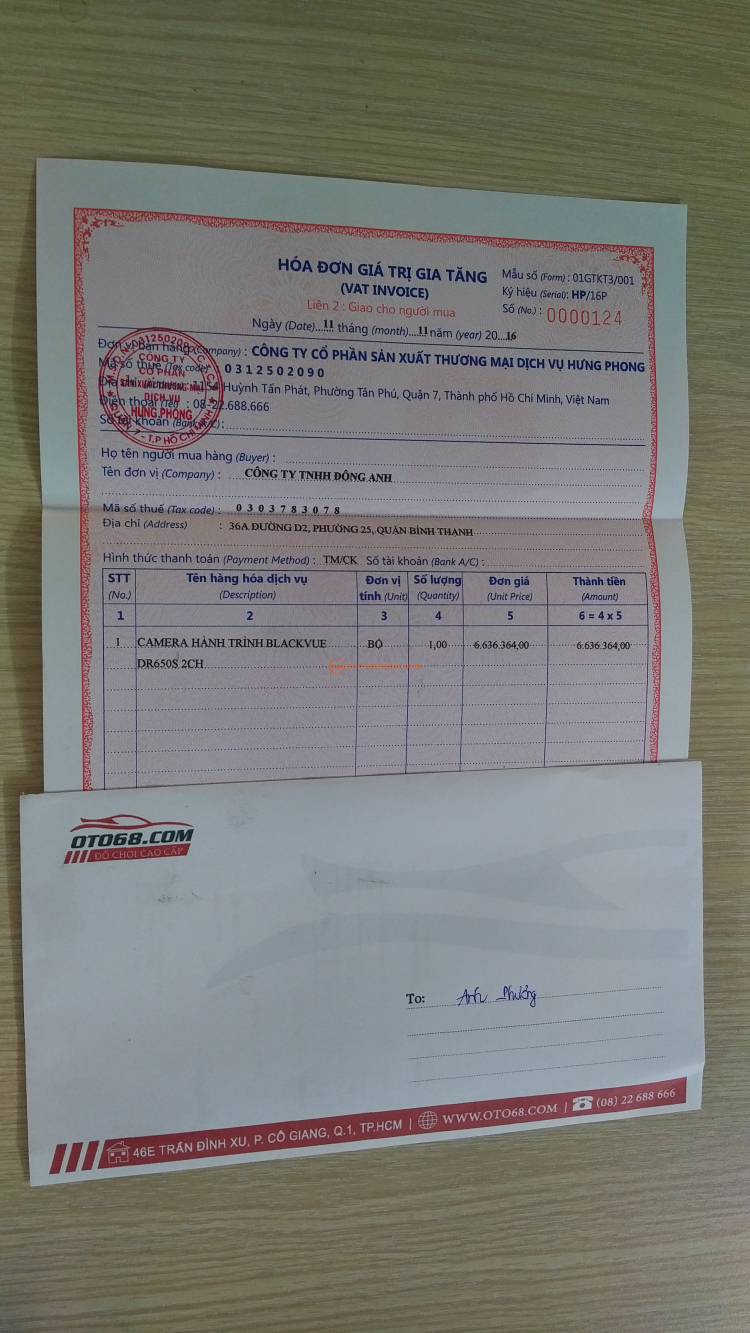 HÓA ĐƠN GIÁ TRỊ GIA TĂNG
(VAT INVOICE)
Liên 2 : Giao cho người mua
Ngày (Date)...11 tháng (month)...11 năm (year) 20...16
Mẫu số (Form) : 01GTKT3/001
Ký hiệu (Serial): HP/16P
Số (No.) : 0000124
Đơn vị bán hàng (Company) : CÔNG TY CỔ PHẦN SẢN XUẤT THƯƠNG MẠI DỊCH VỤ HƯNG PHONG
Mã số thuế (Tax code) : 0312502090
Huỳnh Tấn Phát, Phường Tân Phú, Quận 7, Thành phố Hồ Chí Minh, Việt Nam
Điện thoại (Tel) : 08-22.688.666
Số tài khoản (Bank A/C):
CÔNG TY
CỔ PHẦN
SẢN XUẤT THƯƠNG MẠI
DỊCH VỤ
HƯNG PHONG
QUẬN 7 - T.P HỒ CHÍ MINH
Họ tên người mua hàng (Buyer) :
Tên đơn vị (Company) : CÔNG TY TNHH ĐÔNG ANH
Mã số thuế (Tax code) : 0303783078
Địa chỉ (Address) : 36A ĐƯỜNG D2, PHƯỜNG 25, QUẬN BÌNH THẠNH
Hình thức thanh toán (Payment Method) : TM/CK Số tài khoản (Bank A/C) :
STT Tên hàng hóa dịch vụ Đơn vị Số lượng Đơn giá Thành tiền
(No.) (Description) tính (Unit) (Quantity) (Unit Price) (Amount)
1 2 3 4 5 6 = 4 x 5
1 CAMERA HÀNH TRÌNH BLACKVUE BỘ 1,00 6.636.364,00 6.636.364,00
DR650S 2CH
OTO68.COM
ĐỒ CHƠI CAO CẤP
To: Anh Phương
46E TRẦN ĐÌNH XU, P. CÔ GIANG, Q.1, TP.HCM | WWW.OTO68.COM | (08) 22 688 666